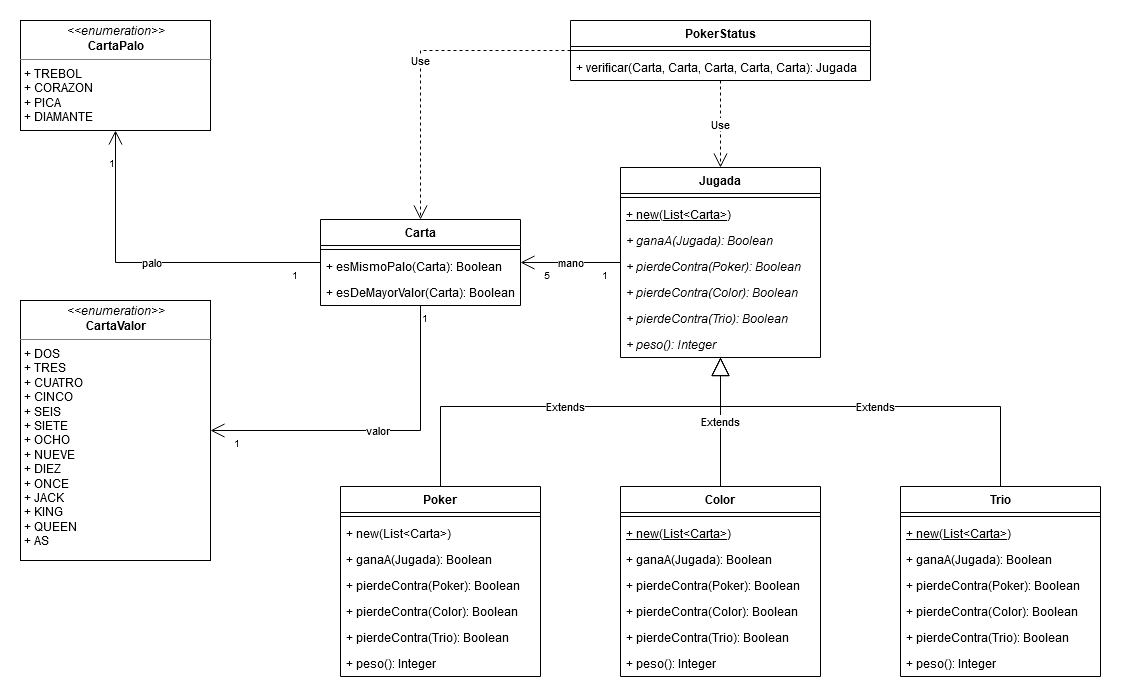 <<enumeration>>
CartaPalo
+ TREBOL
+ CORAZON
+ PICA
+ DIAMANTE
PokerStatus
+ verificar(Carta, Carta, Carta, Carta, Carta): Jugada
Use
Use
1
palo
1
Carta
+ esMismoPalo(Carta): Boolean
+ esDeMayorValor(Carta): Boolean
5
mano
1
Jugada
+ new(List<Carta>)
+ ganaA(Jugada): Boolean
+ pierdeContra(Poker): Boolean
+ pierdeContra(Color): Boolean
+ pierdeContra(Trio): Boolean
+ peso(): Integer
<<enumeration>>
CartaValor
+ DOS
+ TRES
+ CUATRO
+ CINCO
+ SEIS
+ SIETE
+ OCHO
+ NUEVE
+ DIEZ
+ ONCE
+ JACK
+ KING
+ QUEEN
+ AS
1
valor
1
Extends
Extends
Extends
Poker
+ new(List<Carta>)
+ ganaA(Jugada): Boolean
+ pierdeContra(Poker): Boolean
+ pierdeContra(Color): Boolean
+ pierdeContra(Trio): Boolean
+ peso(): Integer
Color
+ new(List<Carta>)
+ ganaA(Jugada): Boolean
+ pierdeContra(Poker): Boolean
+ pierdeContra(Color): Boolean
+ pierdeContra(Trio): Boolean
+ peso(): Integer
Trio
+ new(List<Carta>)
+ ganaA(Jugada): Boolean
+ pierdeContra(Poker): Boolean
+ pierdeContra(Color): Boolean
+ pierdeContra(Trio): Boolean
+ peso(): Integer